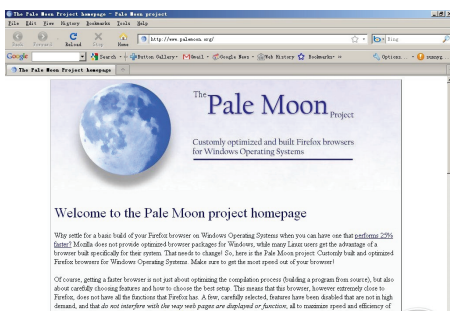 The Pale Moon Project homepage - Pale Moon project
File Edit View History Bookmarks Tools Help
Back Forward Reload Stop Home http://www.palemoon.org/ Bing
Google Search Button Gallery Gmail Google News Web History Bookmarks Options...
The Pale Moon Project homepage
The
Pale Moon
Project
Customly optimized and built Firefox browsers
for Windows Operating Systems
Welcome to the Pale Moon project homepage
Why settle for a basic build of your Firefox browser on Windows Operating Systems when you can have one that performs 25%
faster? Mozilla does not provide optimized browser packages for Windows, while many Linux users get the advantage of a
browser built specifically for their system. That needs to change! So, here is the Pale Moon project: Customly built and optimized
Firefox browsers for Windows Operating Systems. Make sure to get the most speed out of your browser!
Of course, getting a faster browser is not just about optimizing the compilation process (building a program from source), but also
about carefully choosing features and how to choose the best setup. This means that this browser, however extremely close to
Firefox, does not have all the functions that Firefox has. A few, carefully selected, features have been disabled that are not in high
demand, and that do not interfere with the way web pages are displayed or function, all to maximize speed and efficiency of